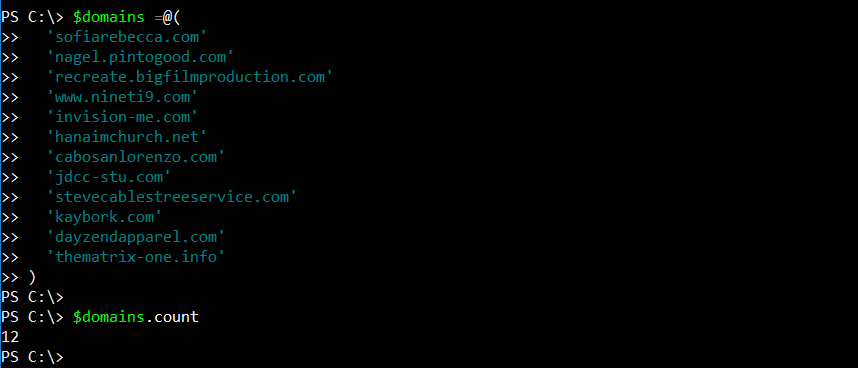 PS C:\> $domains =@(
>>   'sofiarebecca.com'
>>   'nagel.pintogood.com'
>>   'recreate.bigfilmproduction.com'
>>   'www.nineti9.com'
>>   'invision-me.com'
>>   'hanaimchurch.net'
>>   'cabosanlorenzo.com'
>>   'jdcc-stu.com'
>>   'stevecablestreeservice.com'
>>   'kaybork.com'
>>   'dayzendapparel.com'
>>   'thematrix-one.info'
>> )
PS C:\>
PS C:\> $domains.count
12
PS C:\>